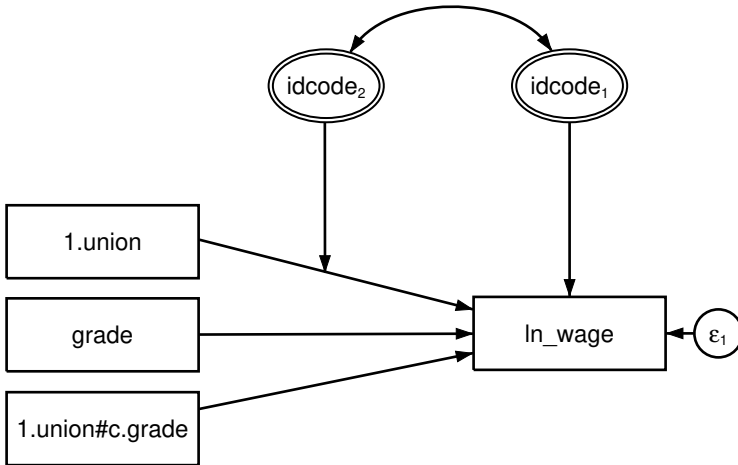 idcode₂
idcode₁
1.union
grade
ln_wage
ε₁
1.union#c.grade